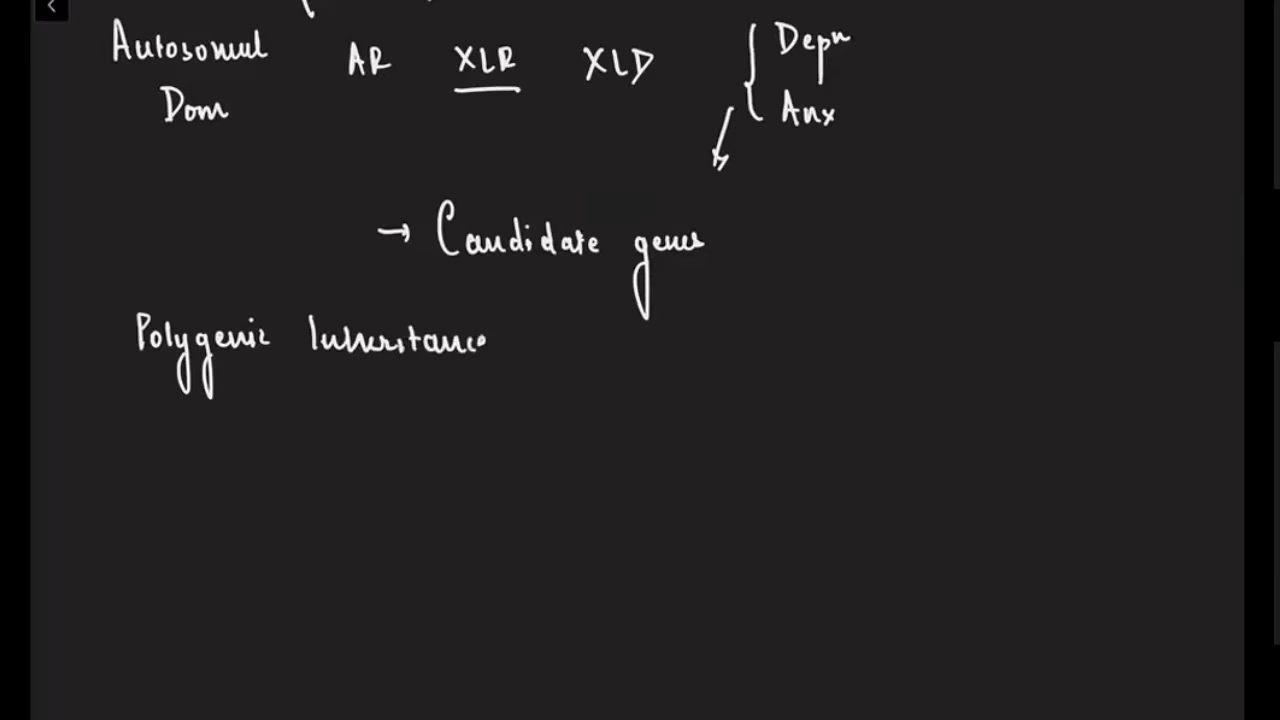 Autosomal AR XLR XLD { Depn
Dom Anx
→ Candidate genes
Polygenic Inheritance